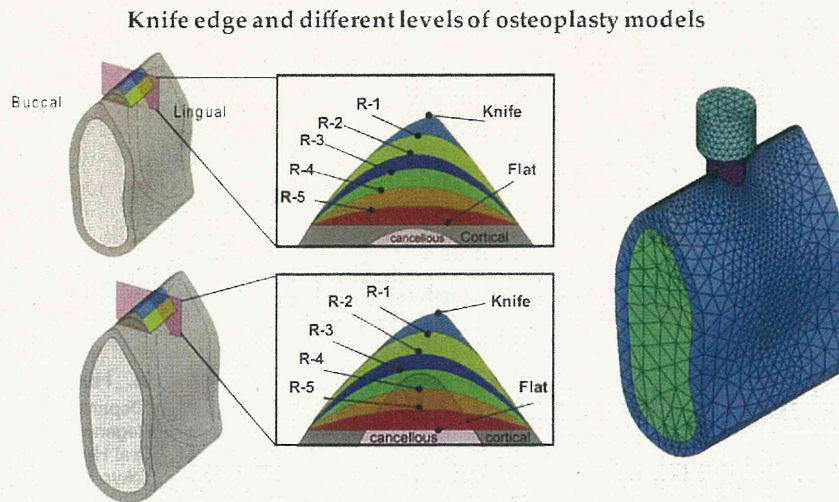 Knife edge and different levels of osteoplasty models
Buccal
Lingual
R-1
R-2
R-3
R-4
R-5
Knife
Flat
cancellous
Cortical
R-1
R-2
R-3
R-4
R-5
Knife
Flat
cancellous
cortical